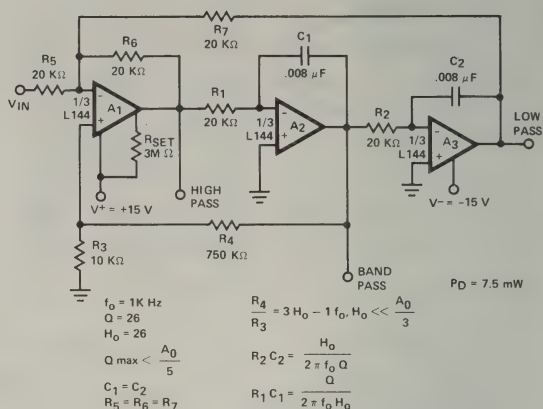 R7
20 KΩ
R6
20 KΩ
R5
20 KΩ
VIN
1/3
L144
-
+
A1
RSET
3M Ω
V+ = +15 V
HIGH
PASS
R1
20 KΩ
C1
.008 μF
1/3
L144
-
+
A2
R2
20 KΩ
C2
.008 μF
1/3
L144
-
+
A3
V- = -15 V
LOW
PASS
R3
10 KΩ
R4
750 KΩ
BAND
PASS
PD = 7.5 mW
fo = 1K Hz
Q = 26
Ho = 26
Q max < A0/5
C1 = C2
R5 = R6 = R7
R4/R3 = 3 Ho – 1 fo, Ho << A0/3
R2 C2 = Ho/2 π fo Q
R1 C1 = Q/2 π fo Ho